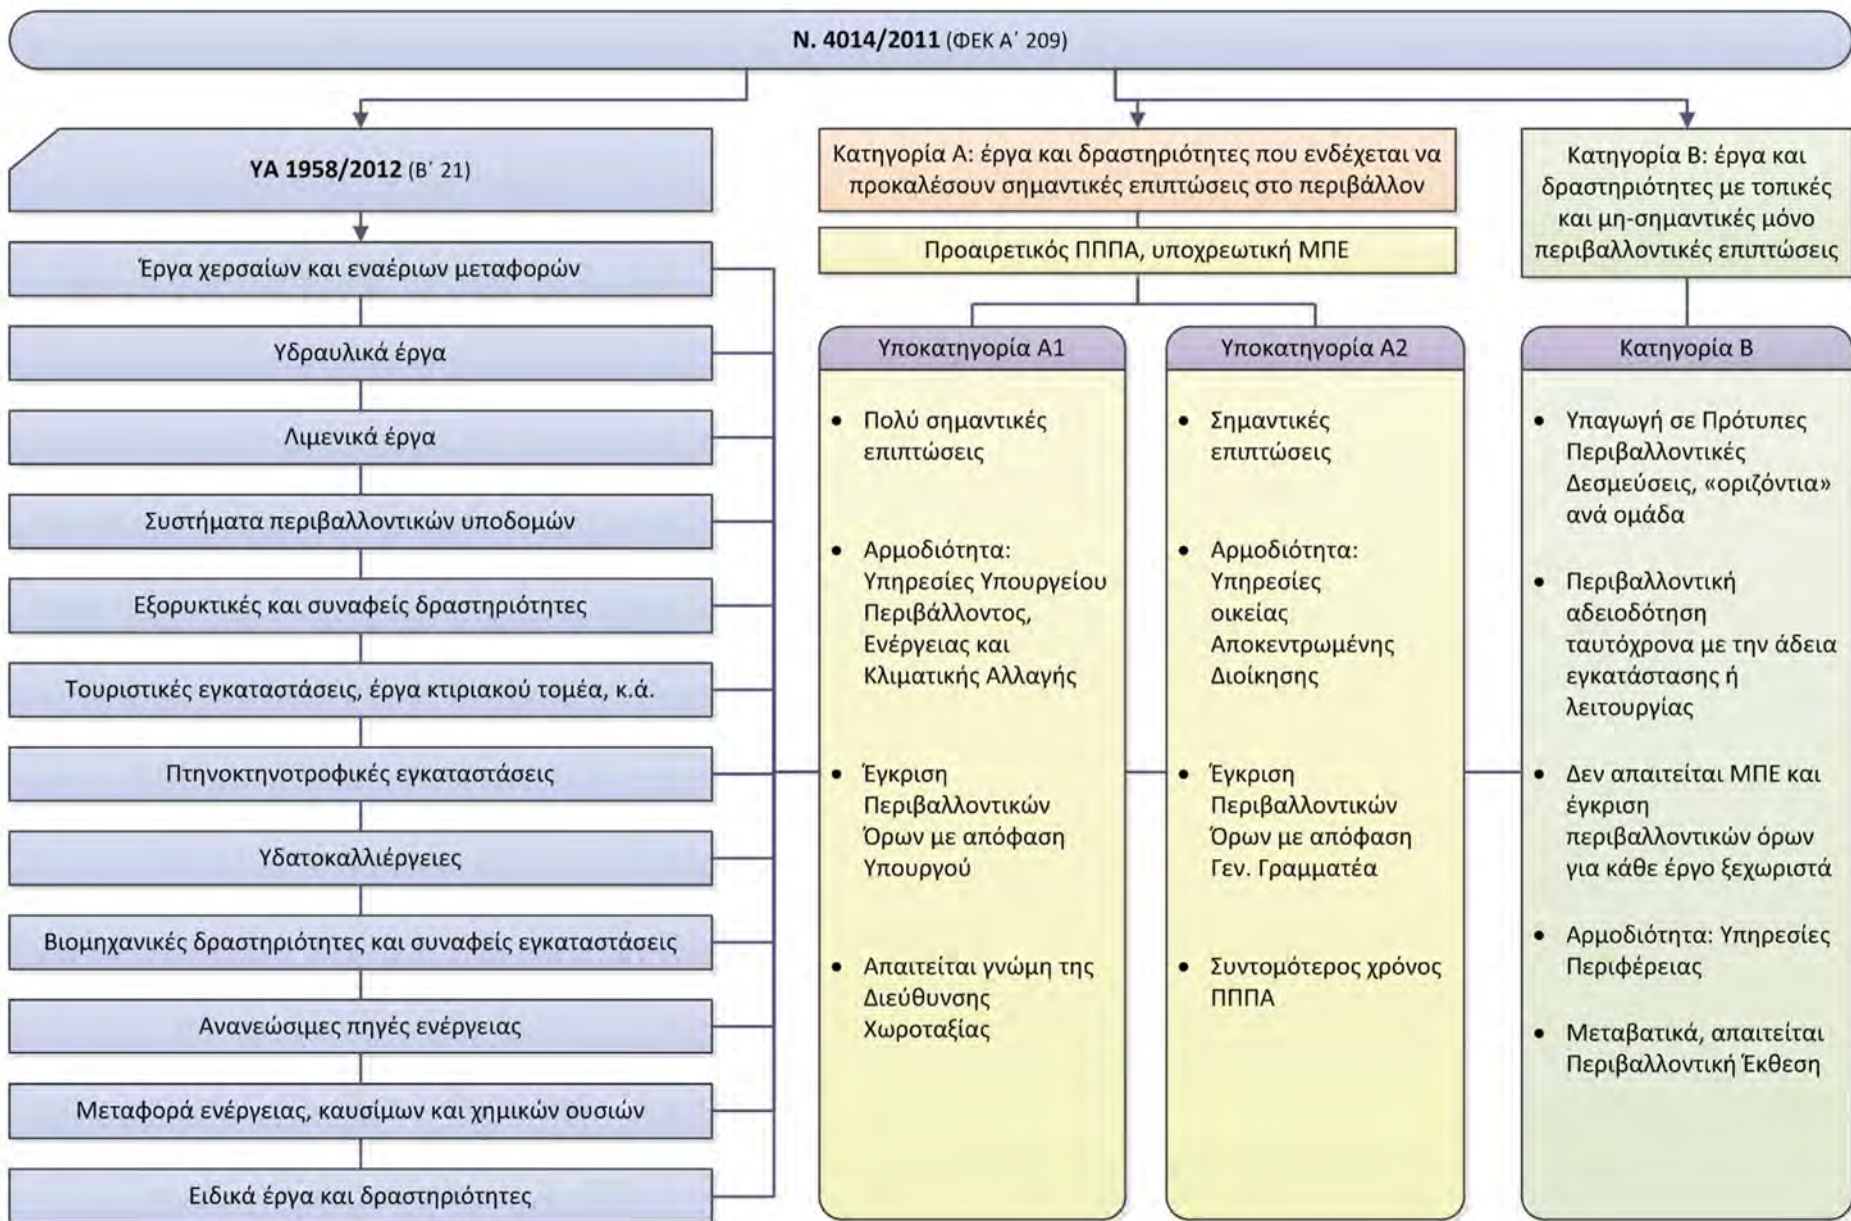 Ν. 4014/2011 (ΦΕΚ Α΄ 209)
ΥΑ 1958/2012 (Β΄ 21)
Έργα χερσαίων και εναέριων μεταφορών
Υδραυλικά έργα
Λιμενικά έργα
Συστήματα περιβαλλοντικών υποδομών
Εξορυκτικές και συναφείς δραστηριότητες
Τουριστικές εγκαταστάσεις, έργα κτιριακού τομέα, κ.ά.
Πτηνοκτηνοτροφικές εγκαταστάσεις
Υδατοκαλλιέργειες
Βιομηχανικές δραστηριότητες και συναφείς εγκαταστάσεις
Ανανεώσιμες πηγές ενέργειας
Μεταφορά ενέργειας, καυσίμων και χημικών ουσιών
Ειδικά έργα και δραστηριότητες
Κατηγορία Α: έργα και δραστηριότητες που ενδέχεται να
προκαλέσουν σημαντικές επιπτώσεις στο περιβάλλον
Προαιρετικός ΠΠΠΑ, υποχρεωτική ΜΠΕ
Υποκατηγορία Α1
• Πολύ σημαντικές
επιπτώσεις
• Αρμοδιότητα:
Υπηρεσίες Υπουργείου
Περιβάλλοντος,
Ενέργειας και
Κλιματικής Αλλαγής
• Έγκριση
Περιβαλλοντικών
Όρων με απόφαση
Υπουργού
• Απαιτείται γνώμη της
Διεύθυνσης
Χωροταξίας
Υποκατηγορία Α2
• Σημαντικές
επιπτώσεις
• Αρμοδιότητα:
Υπηρεσίες
οικείας
Αποκεντρωμένης
Διοίκησης
• Έγκριση
Περιβαλλοντικών
Όρων με απόφαση
Γεν. Γραμματέα
• Συντομότερος χρόνος
ΠΠΠΑ
Κατηγορία Β: έργα και
δραστηριότητες με τοπικές
και μη-σημαντικές μόνο
περιβαλλοντικές επιπτώσεις
Κατηγορία Β
• Υπαγωγή σε Πρότυπες
Περιβαλλοντικές
Δεσμεύσεις, «οριζόντια»
ανά ομάδα
• Περιβαλλοντική
αδειοδότηση
ταυτόχρονα με την άδεια
εγκατάστασης ή
λειτουργίας
• Δεν απαιτείται ΜΠΕ και
έγκριση
περιβαλλοντικών όρων
για κάθε έργο ξεχωριστά
• Αρμοδιότητα: Υπηρεσίες
Περιφέρειας
• Μεταβατικά, απαιτείται
Περιβαλλοντική Έκθεση